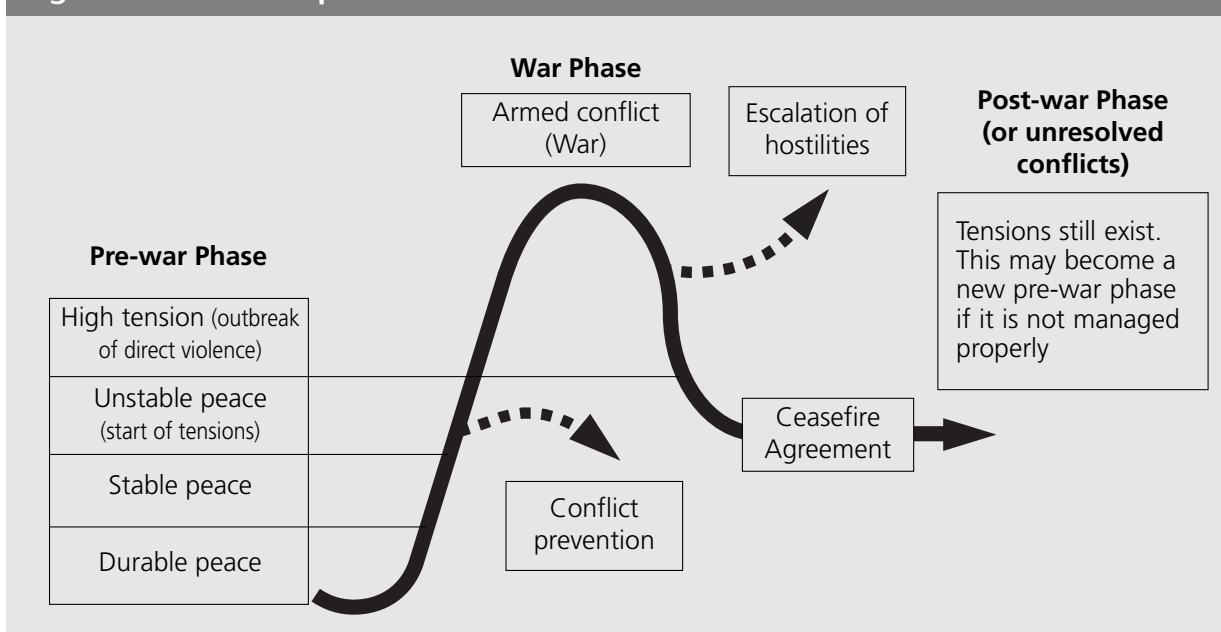 War Phase
Armed conflict
(War)
Escalation of
hostilities
Post-war Phase
(or unresolved
conflicts)
Tensions still exist.
This may become a
new pre-war phase
if it is not managed
properly
Pre-war Phase
High tension (outbreak
of direct violence)
Unstable peace
(start of tensions)
Stable peace
Durable peace
Conflict
prevention
Ceasefire
Agreement